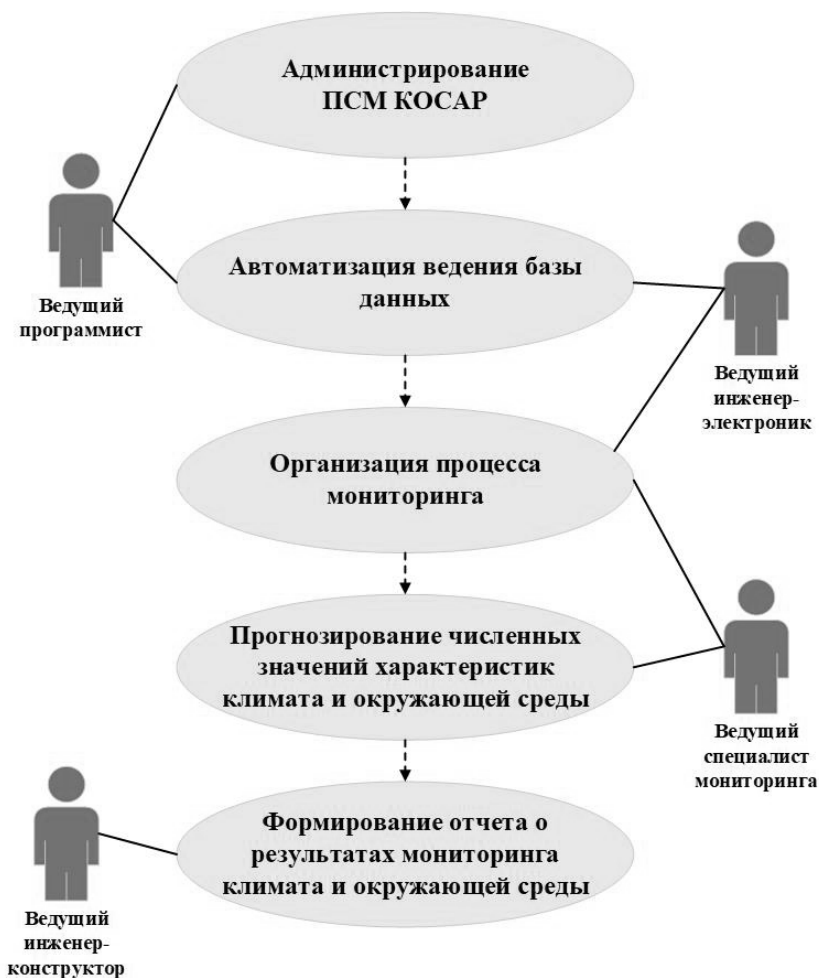 Администрирование
ПСМ КОСАР
Ведущий
программист
Автоматизация ведения базы
данных
Ведущий
инженер-
электроник
Организация процесса
мониторинга
Прогнозирование численных
значений характеристик
климата и окружающей среды
Ведущий
специалист
мониторинга
Формирование отчета о
результатах мониторинга
климата и окружающей среды
Ведущий
инженер-
конструктор